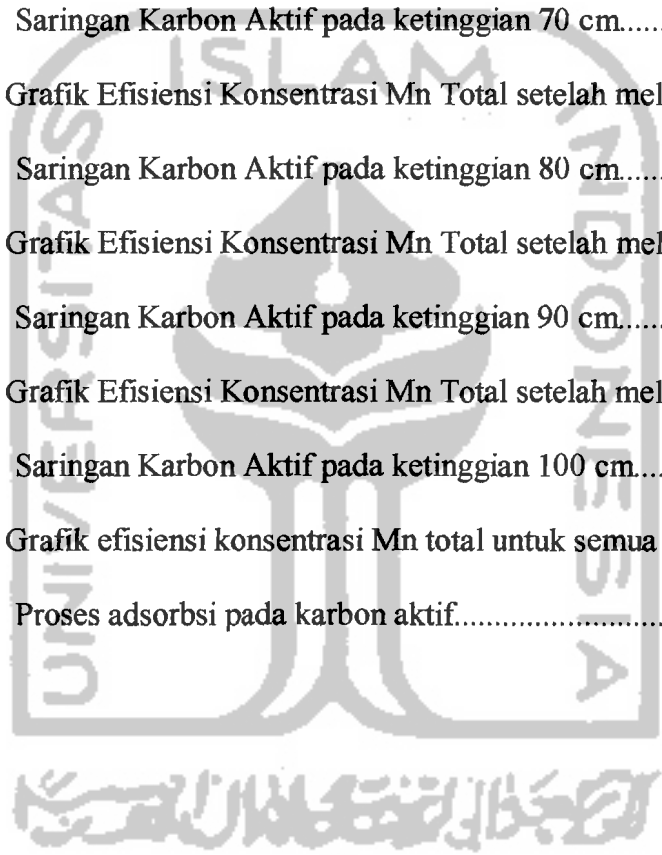 Saringan Karbon Aktif pada ketinggian 70 cm......
Grafik Efisiensi Konsentrasi Mn Total setelah mel
Saringan Karbon Aktif pada ketinggian 80 cm......
Grafik Efisiensi Konsentrasi Mn Total setelah mel
Saringan Karbon Aktif pada ketinggian 90 cm......
Grafik Efisiensi Konsentrasi Mn Total setelah mel
Saringan Karbon Aktif pada ketinggian 100 cm....
Grafik efisiensi konsentrasi Mn total untuk semua
Proses adsorbsi pada karbon aktif..........................
UNIVERSITAS
ISLAM
INDONESIA